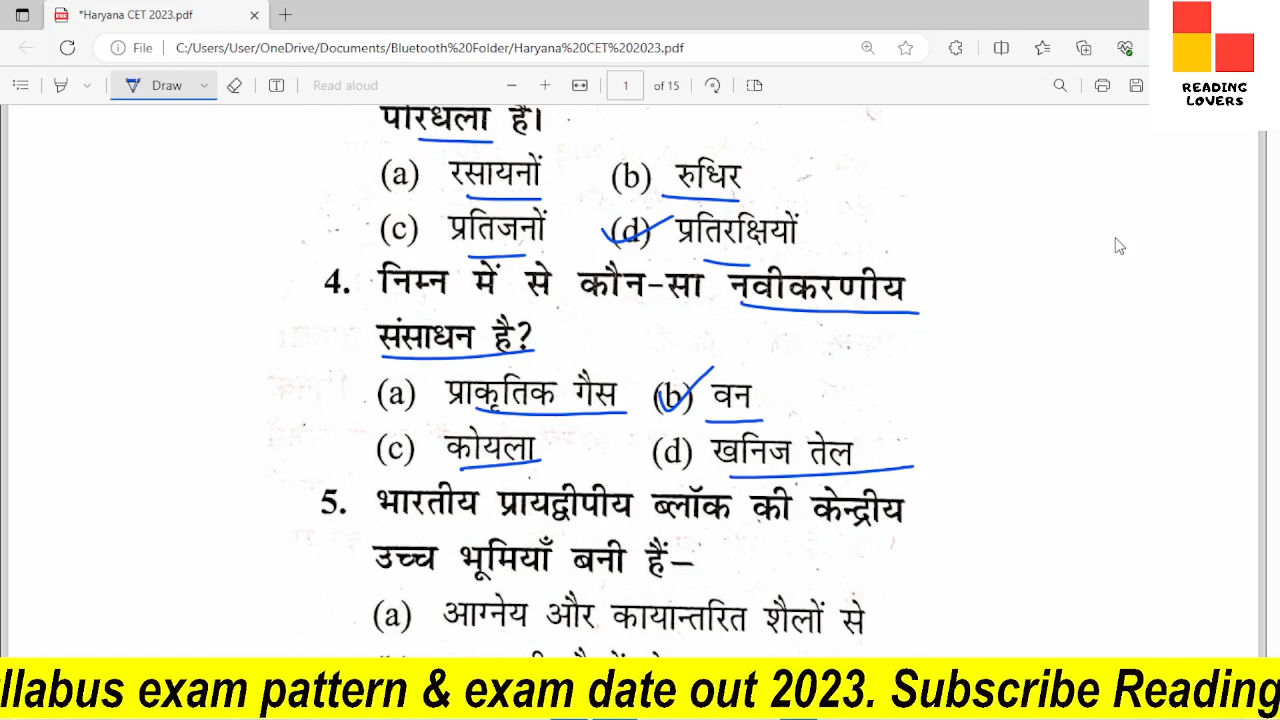 *Haryana CET 2023.pdf
File C:/Users/User/OneDrive/Documents/Bluetooth%20Folder/Haryana%20CET%202023.pdf
Draw Read aloud 1 of 15
READING
LOVERS
है।
(a) रसायनों (b) रुधिर
(c) प्रतिजनों (d) प्रतिरक्षियों
4. निम्न में से कौन-सा नवीकरणीय
संसाधन है?
(a) प्राकृतिक गैस (b) वन
(c) कोयला (d) खनिज तेल
5. भारतीय प्रायद्वीपीय ब्लॉक की केन्द्रीय
उच्च भूमियाँ बनी हैं–
(a) आग्नेय और कायान्तरित शैलों से
llabus exam pattern & exam date out 2023. Subscribe Reading